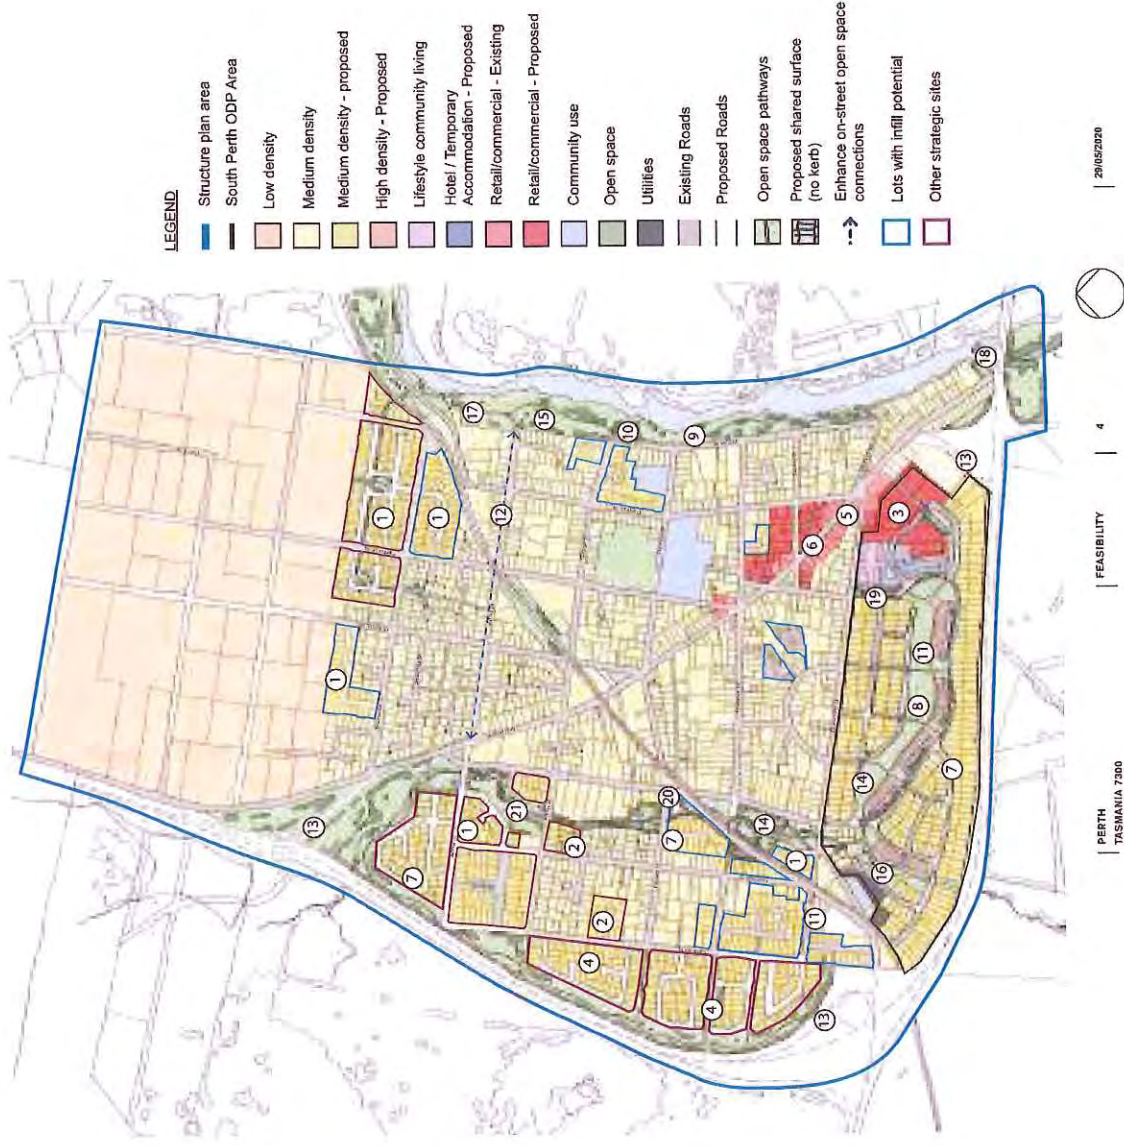 LEGEND
Structure plan area
South Perth ODP Area
Low density
Medium density
Medium density - proposed
High density - Proposed
Lifestyle community living
Hotel / Temporary
Accommodation - Proposed
Retail/commercial - Existing
Retail/commercial - Proposed
Community use
Open space
Utilities
Existing Roads
Proposed Roads
Open space pathways
Proposed shared surface
(no kerb)
Enhance on-street open space
connections
Lots with infill potential
Other strategic sites
1
1
1
17
15
12
10
9
18
13
13
5
3
6
19
11
8
14
7
16
20
14
7
1
11
21
1
2
2
7
4
4
13
PERTH
TASMANIA 7300
FEASIBILITY
4
29/05/2020